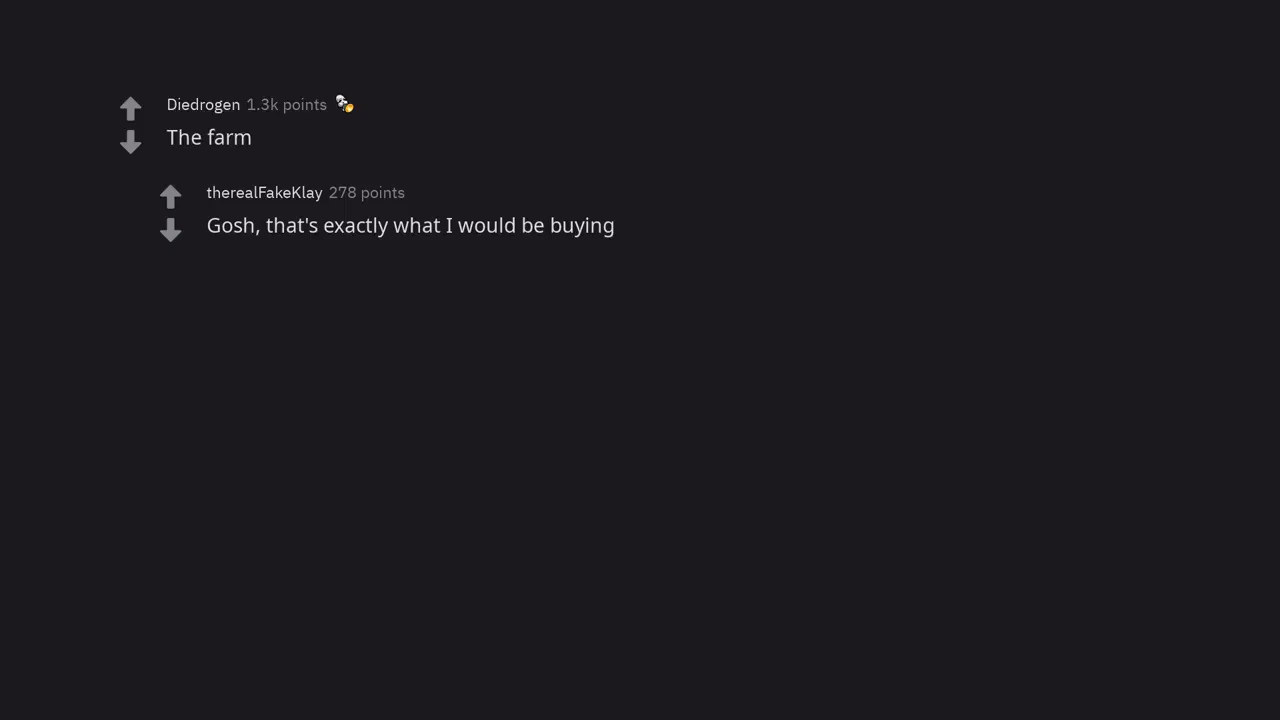 Diedrogen 1.3k points
The farm
therealFakeKlay 278 points
Gosh, that's exactly what I would be buying